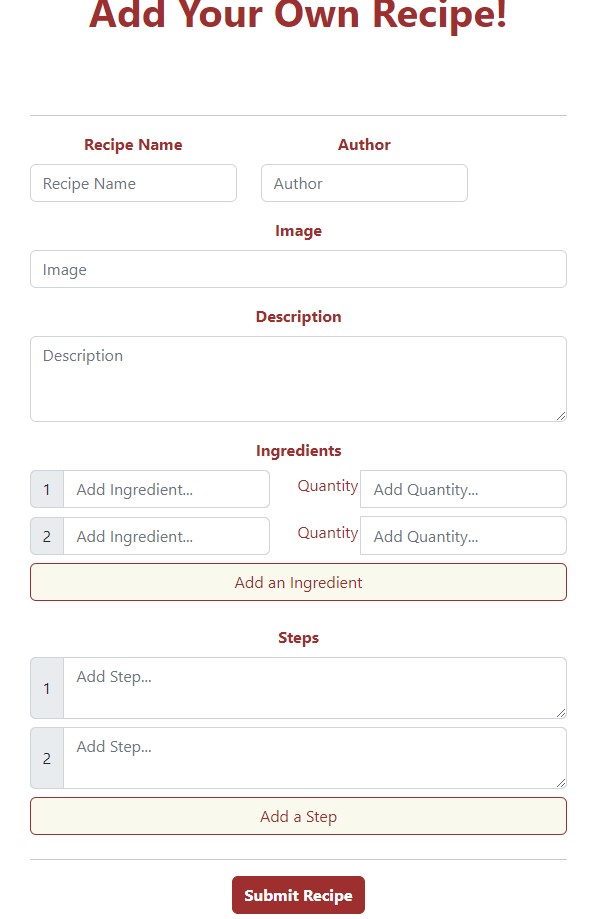 Add Your Own Recipe!
Recipe Name Author
Recipe Name Author
Image
Image
Description
Description
Ingredients
1 Add Ingredient... Quantity Add Quantity...
2 Add Ingredient... Quantity Add Quantity...
Add an Ingredient
Steps
1 Add Step...
2 Add Step...
Add a Step
Submit Recipe